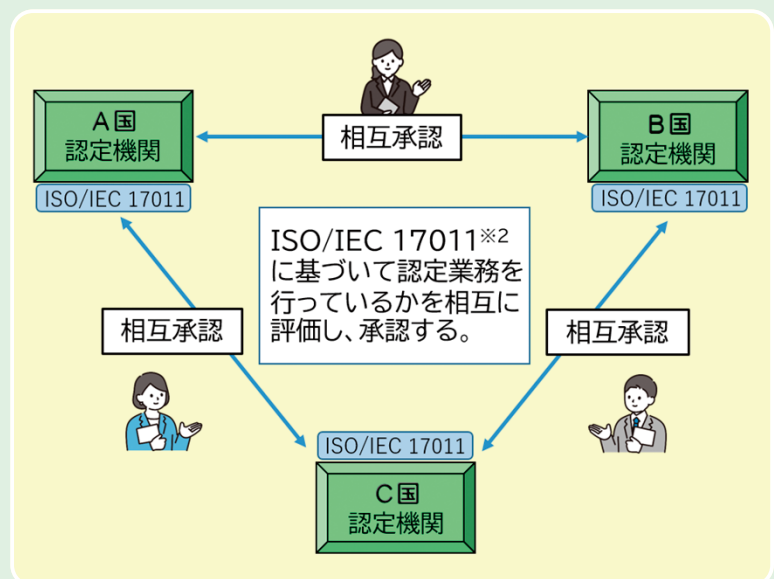 A国
認定機関
ISO/IEC 17011
相互承認
B国
認定機関
ISO/IEC 17011
ISO/IEC 17011※2
に基づいて認定業務を
行っているかを相互に
評価し、承認する。
相互承認
相互承認
ISO/IEC 17011
C国
認定機関